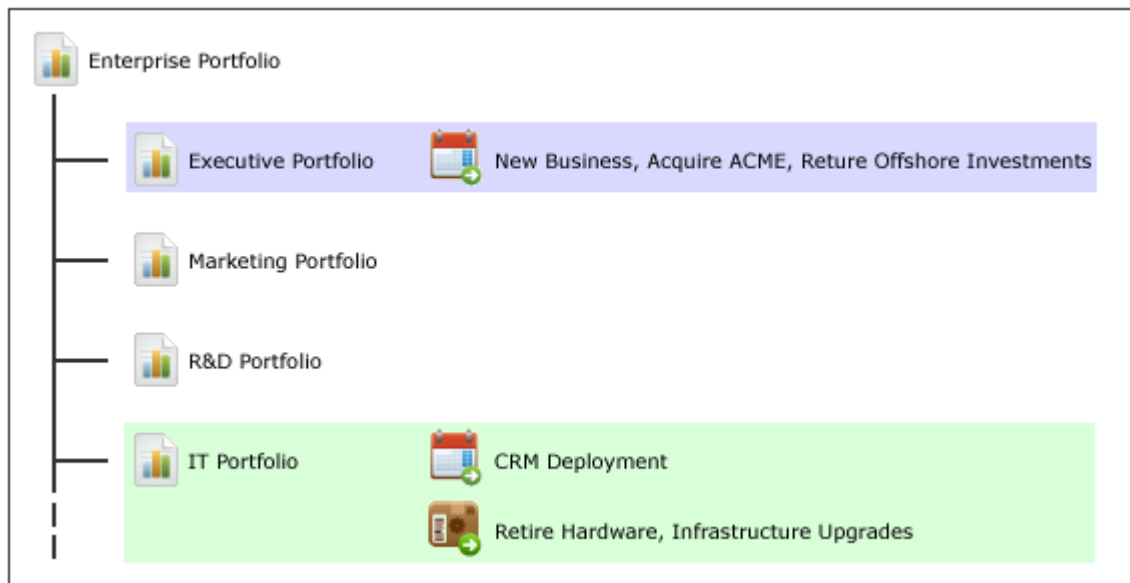 Enterprise Portfolio
Executive Portfolio New Business, Acquire ACME, Reture Offshore Investments
Marketing Portfolio
R&D Portfolio
IT Portfolio CRM Deployment
Retire Hardware, Infrastructure Upgrades